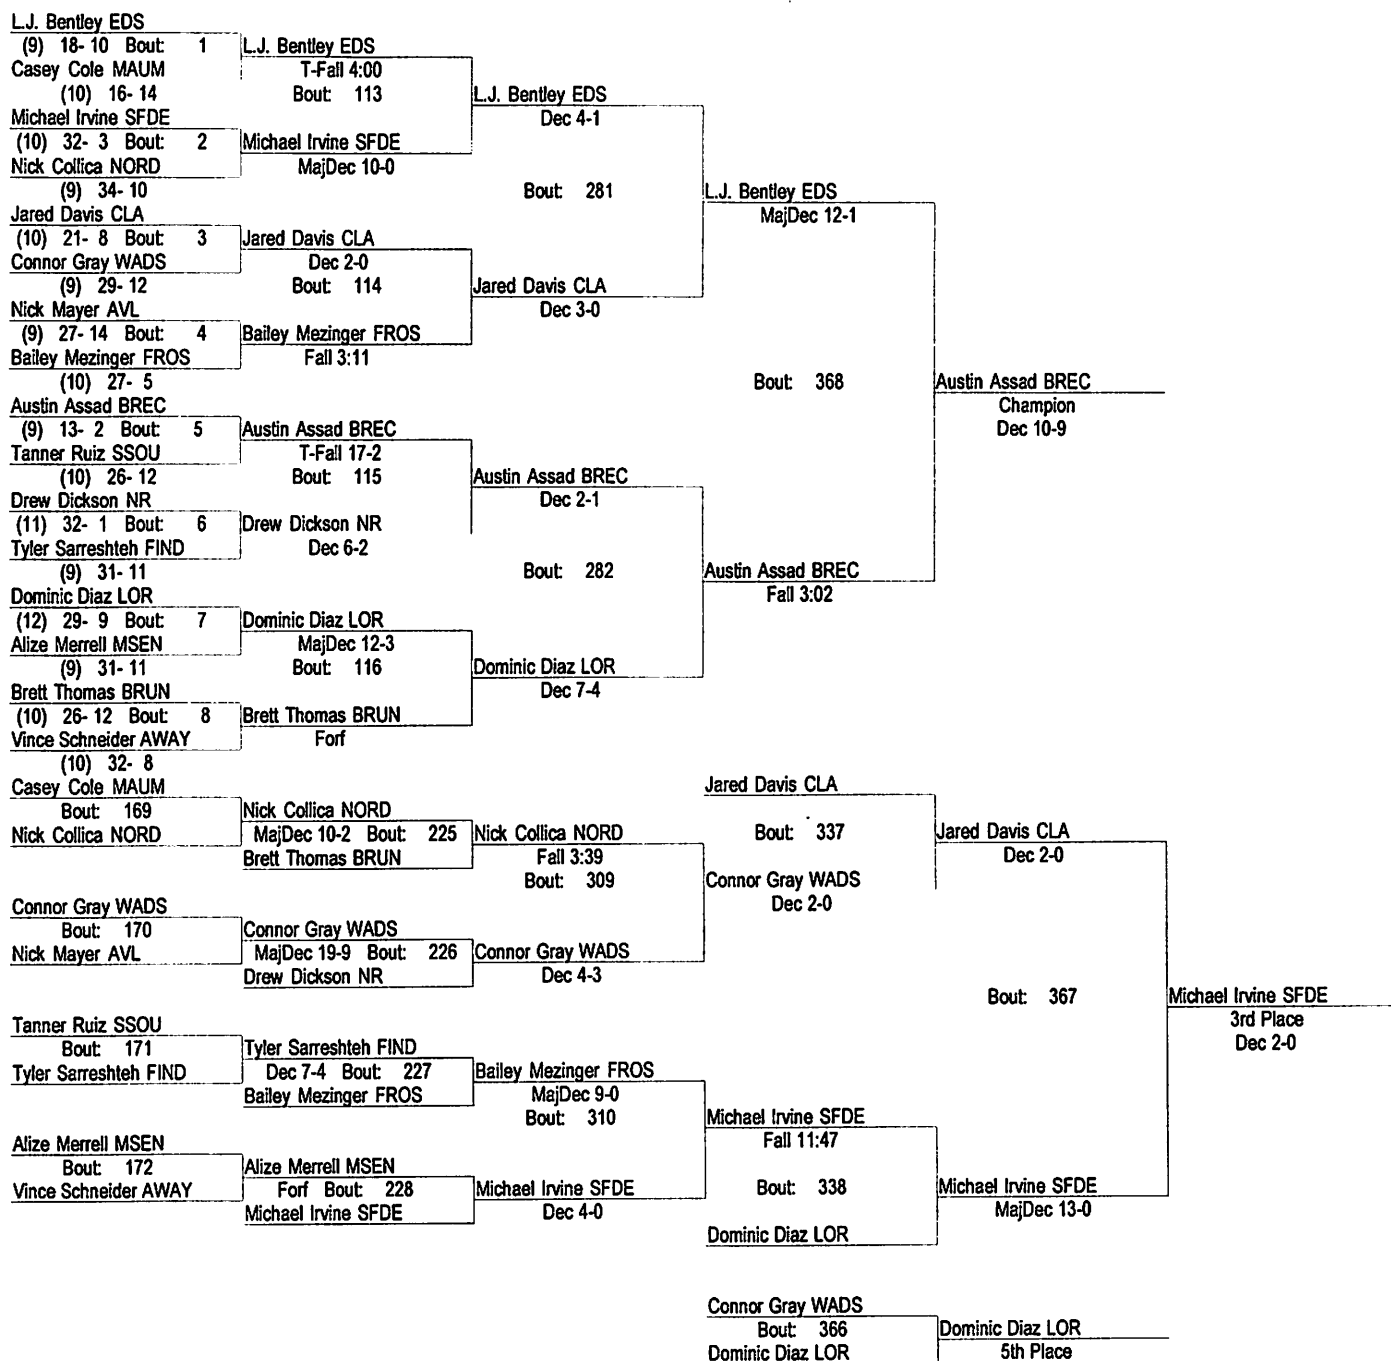 L.J. Bentley EDS
(9) 18- 10 Bout: 1
Casey Cole MAUM
(10) 16- 14
Michael Irvine SFDE
(10) 32- 3 Bout: 2
Nick Collica NORD
(9) 34- 10
Jared Davis CLA
(10) 21- 8 Bout: 3
Connor Gray WADS
(9) 29- 12
Nick Mayer AVL
(9) 27- 14 Bout: 4
Bailey Mezinger FROS
(10) 27- 5
Austin Assad BREC
(9) 13- 2 Bout: 5
Tanner Ruiz SSOU
(10) 26- 12
Drew Dickson NR
(11) 32- 1 Bout: 6
Tyler Sarreshteh FIND
(9) 31- 11
Dominic Diaz LOR
(12) 29- 9 Bout: 7
Alize Merrell MSEN
(9) 31- 11
Brett Thomas BRUN
(10) 26- 12 Bout: 8
Vince Schneider AWAY
(10) 32- 8
L.J. Bentley EDS
T-Fall 4:00
Bout: 113
Michael Irvine SFDE
MajDec 10-0
Jared Davis CLA
Dec 2-0
Bout: 114
Bailey Mezinger FROS
Fall 3:11
Austin Assad BREC
T-Fall 17-2
Bout: 115
Drew Dickson NR
Dec 6-2
Dominic Diaz LOR
MajDec 12-3
Bout: 116
Brett Thomas BRUN
Forf
L.J. Bentley EDS
Dec 4-1
Bout: 281
Jared Davis CLA
Dec 3-0
Austin Assad BREC
Dec 2-1
Bout: 282
Dominic Diaz LOR
Dec 7-4
L.J. Bentley EDS
MajDec 12-1
Bout: 368
Austin Assad BREC
Fall 3:02
Austin Assad BREC
Champion
Dec 10-9
Casey Cole MAUM
Bout: 169
Nick Collica NORD
Connor Gray WADS
Bout: 170
Nick Mayer AVL
Tanner Ruiz SSOU
Bout: 171
Tyler Sarreshteh FIND
Alize Merrell MSEN
Bout: 172
Vince Schneider AWAY
Nick Collica NORD
MajDec 10-2 Bout: 225
Brett Thomas BRUN
Connor Gray WADS
MajDec 19-9 Bout: 226
Drew Dickson NR
Tyler Sarreshteh FIND
Dec 7-4 Bout: 227
Bailey Mezinger FROS
Alize Merrell MSEN
Forf Bout: 228
Michael Irvine SFDE
Nick Collica NORD
Fall 3:39
Bout: 309
Connor Gray WADS
Dec 4-3
Bailey Mezinger FROS
MajDec 9-0
Bout: 310
Michael Irvine SFDE
Dec 4-0
Jared Davis CLA
Bout: 337
Connor Gray WADS
Dec 2-0
Michael Irvine SFDE
Fall 11:47
Bout: 338
Dominic Diaz LOR
Jared Davis CLA
Dec 2-0
Bout: 367
Michael Irvine SFDE
MajDec 13-0
Michael Irvine SFDE
3rd Place
Dec 2-0
Connor Gray WADS
Bout: 366
Dominic Diaz LOR
Dominic Diaz LOR
5th Place